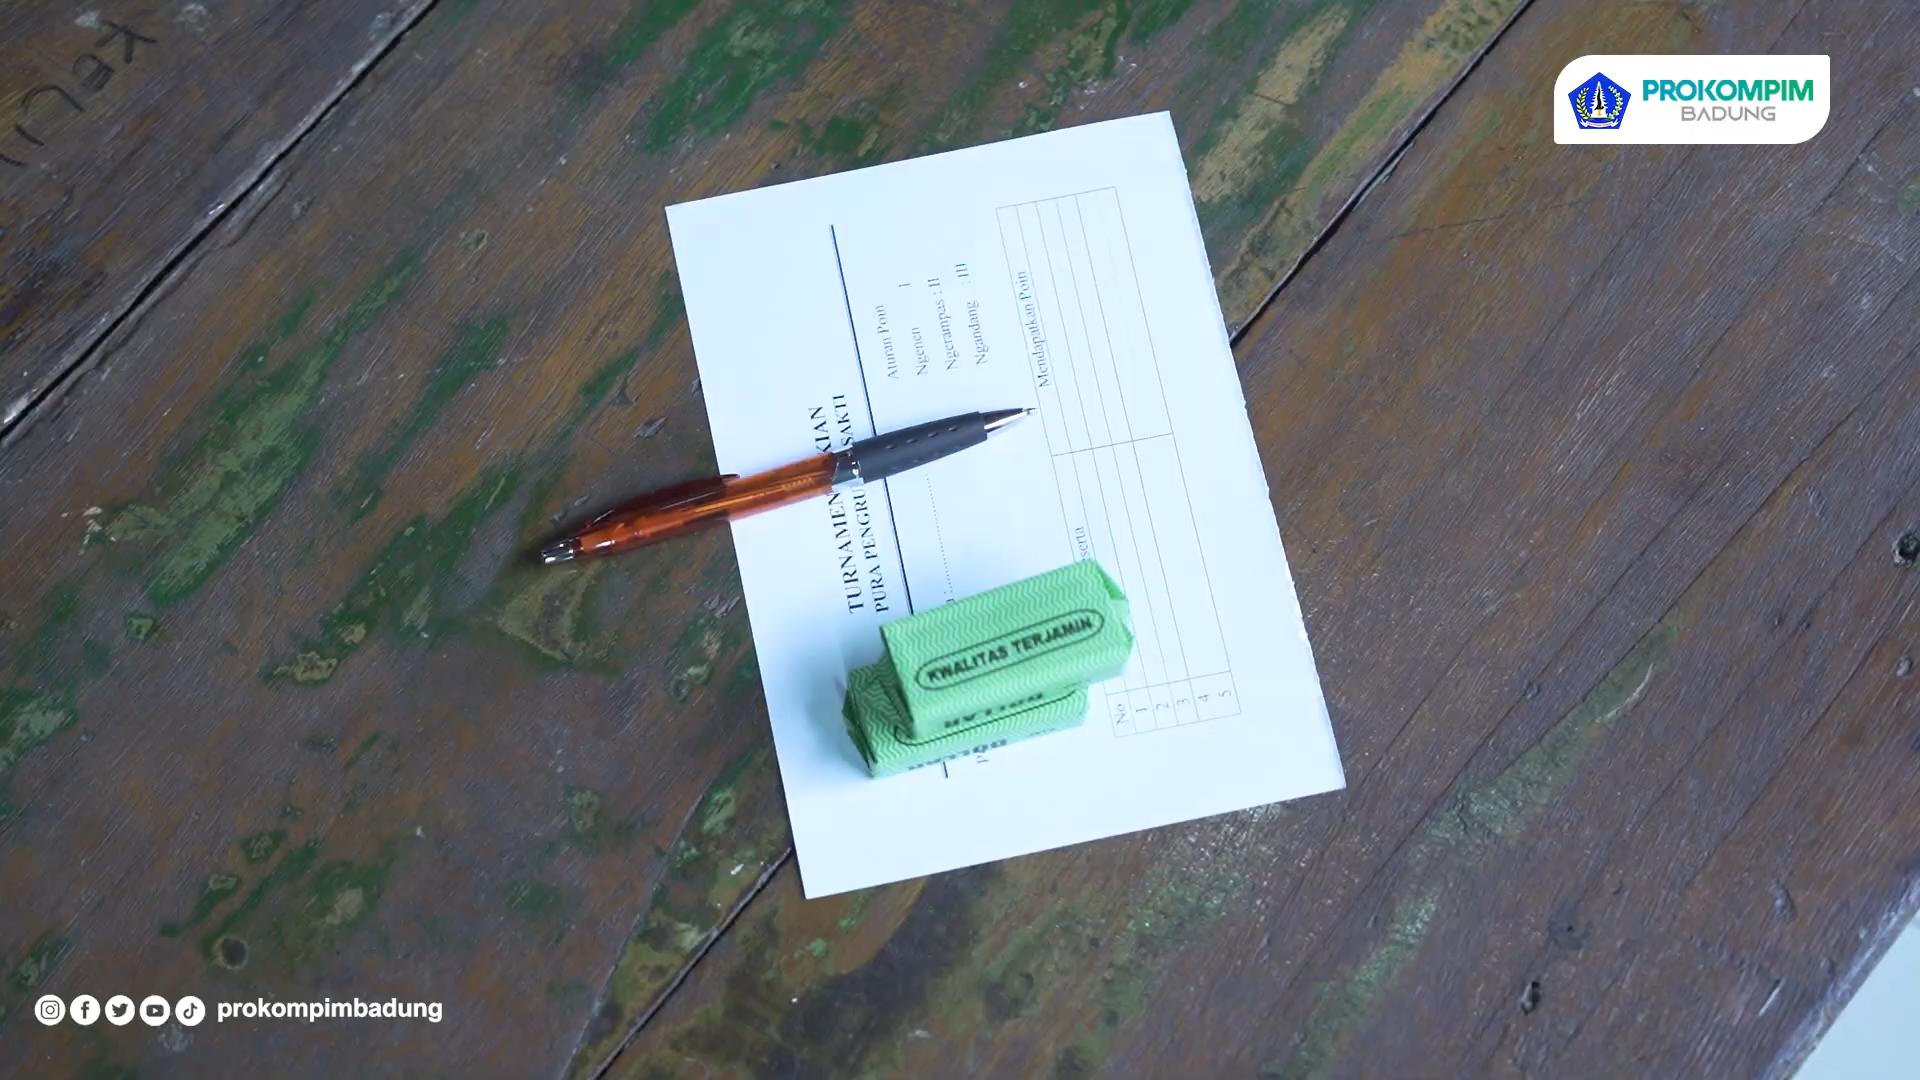 PROKOMPIM
BADUNG
TURNAMEN
PURA PENGRU SAKTI
Aturan Poin
Ngenen I
Ngerampas : II
Ngandang : III
No Mendapatkan Poin
1
2
3
4
5
KWALITAS TERJAMIN
prokompimbadung